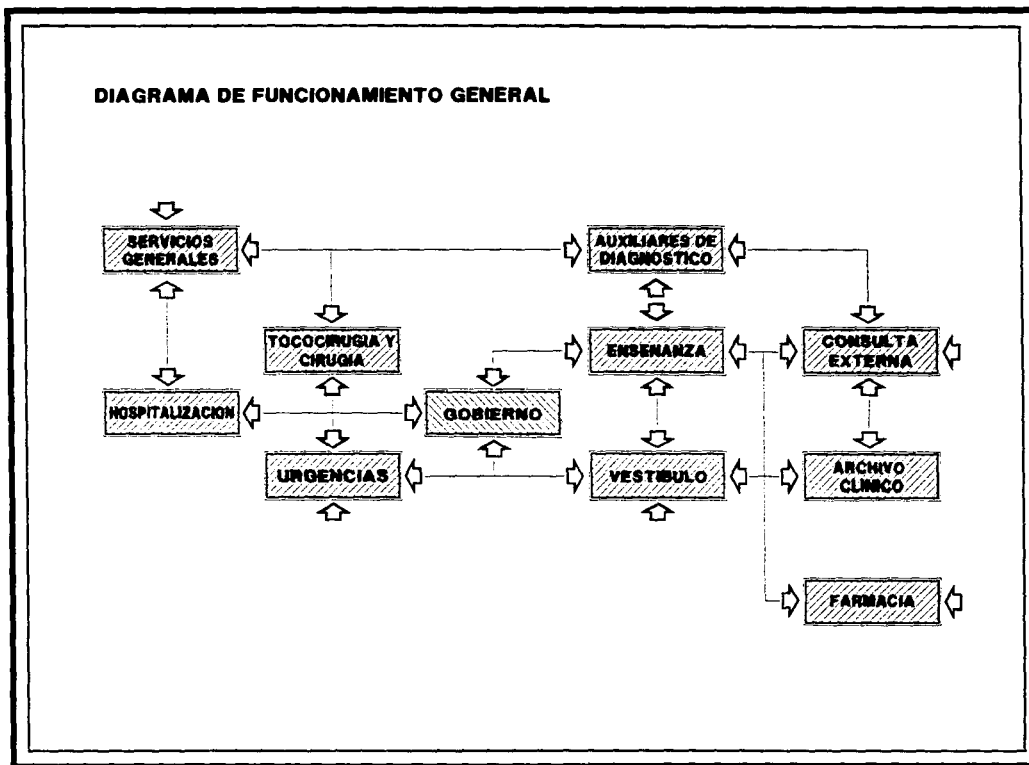 DIAGRAMA DE FUNCIONAMIENTO GENERAL
SERVICIOS
GENERALES
AUXILIARES DE
DIAGNOSTICO
TOCOCIRUGIA Y
CIRUGIA
ENSEÑANZA
CONSULTA
EXTERNA
HOSPITALIZACION
GOBIERNO
URGENCIAS
VESTIBULO
ARCHIVO
CLINICO
FARMACIA